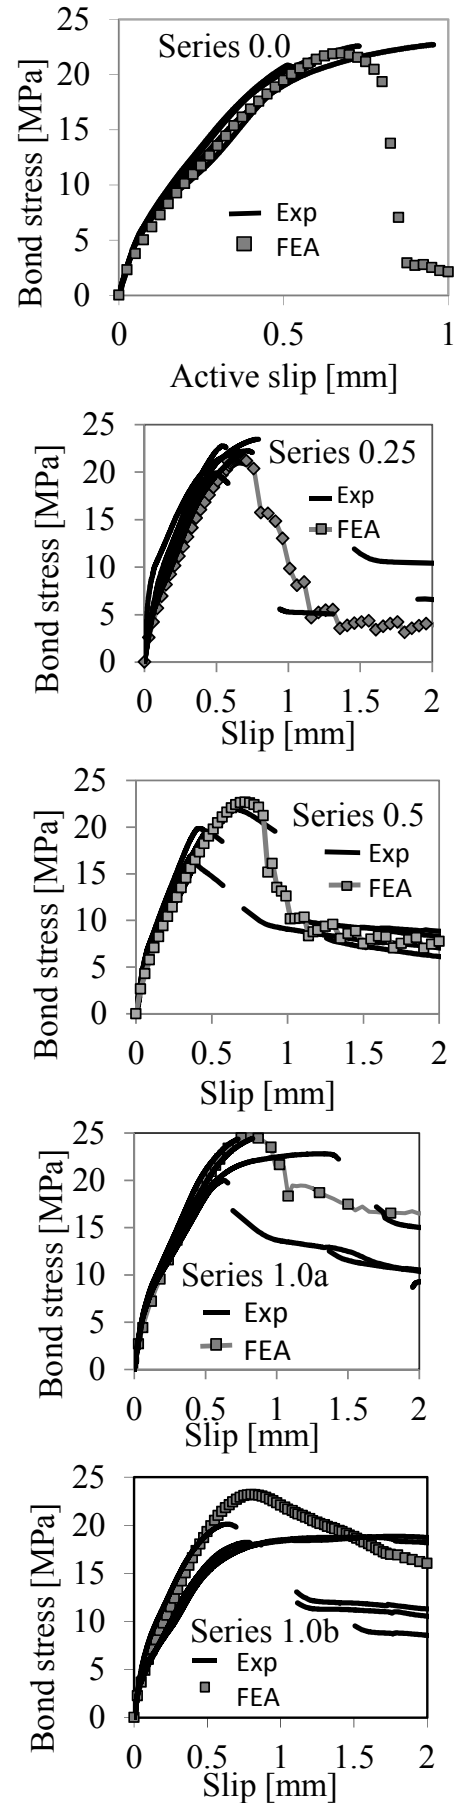 25
Series 0.0
20
15
10
5
0
Bond stress [MPa]
Exp
FEA
0
0.5
1
Active slip [mm]
25
Series 0.25
20
15
10
5
0
Bond stress [MPa]
Exp
FEA
0 0.5 1 1.5 2
Slip [mm]
25
20
Series 0.5
15
10
5
0
Bond stress [MPa]
Exp
FEA
0 0.5 1 1.5 2
Slip [mm]
25
20
15
10
5
0
Bond stress [MPa]
Series 1.0a
Exp
FEA
0 0.5 1 1.5 2
Slip [mm]
25
20
15
10
5
0
Bond stress [MPa]
Series 1.0b
Exp
FEA
0 0.5 1 1.5 2
Slip [mm]